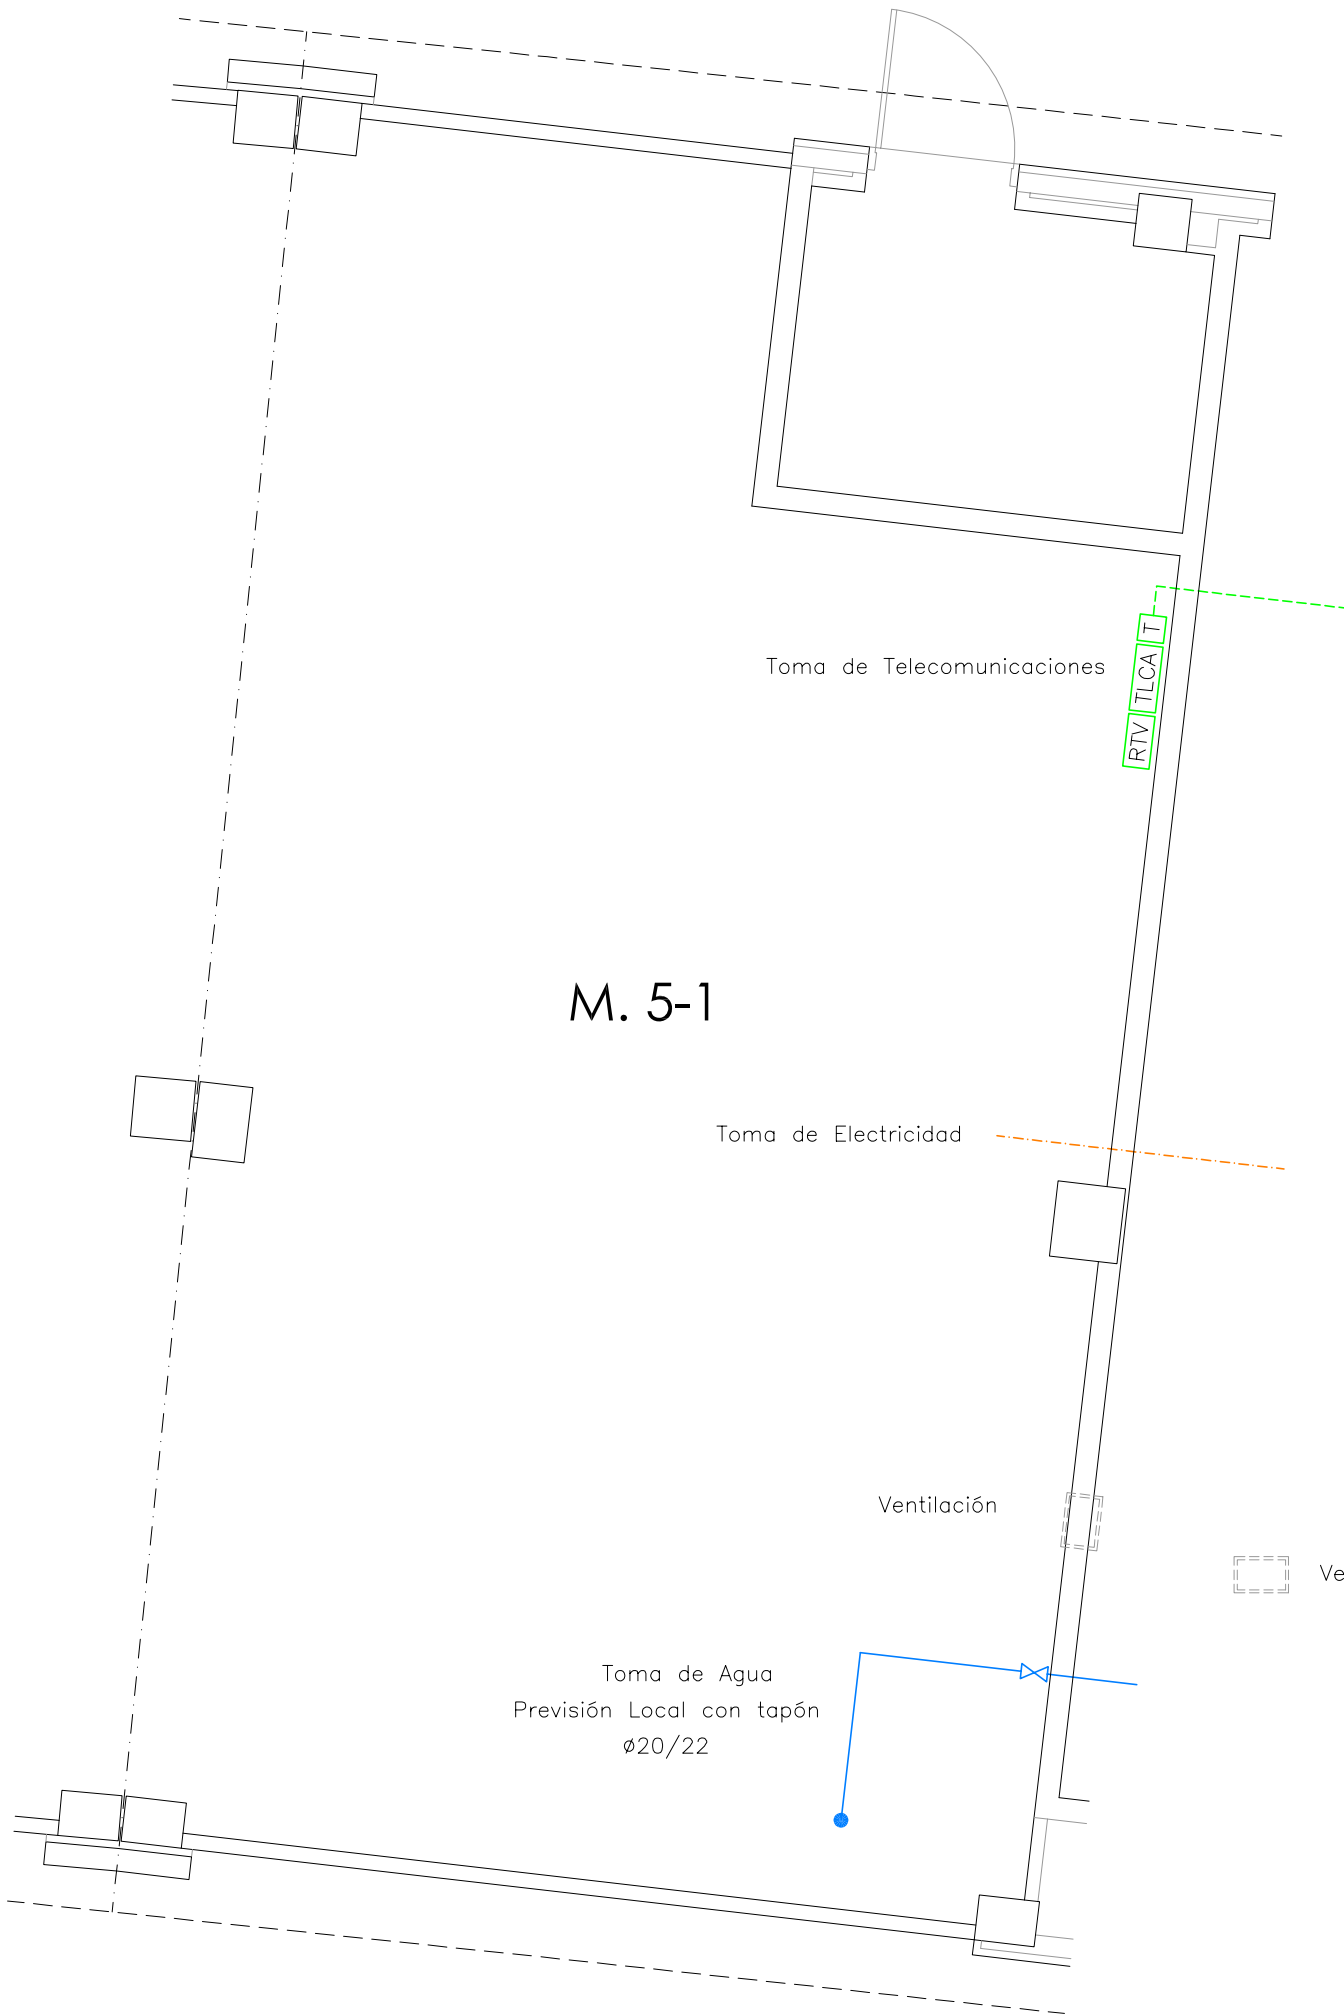 Toma de Telecomunicaciones
T
TLCA
RTV
M. 5-1
Toma de Electricidad
Ventilación
Toma de Agua
Previsión Local con tapón
ø20/22